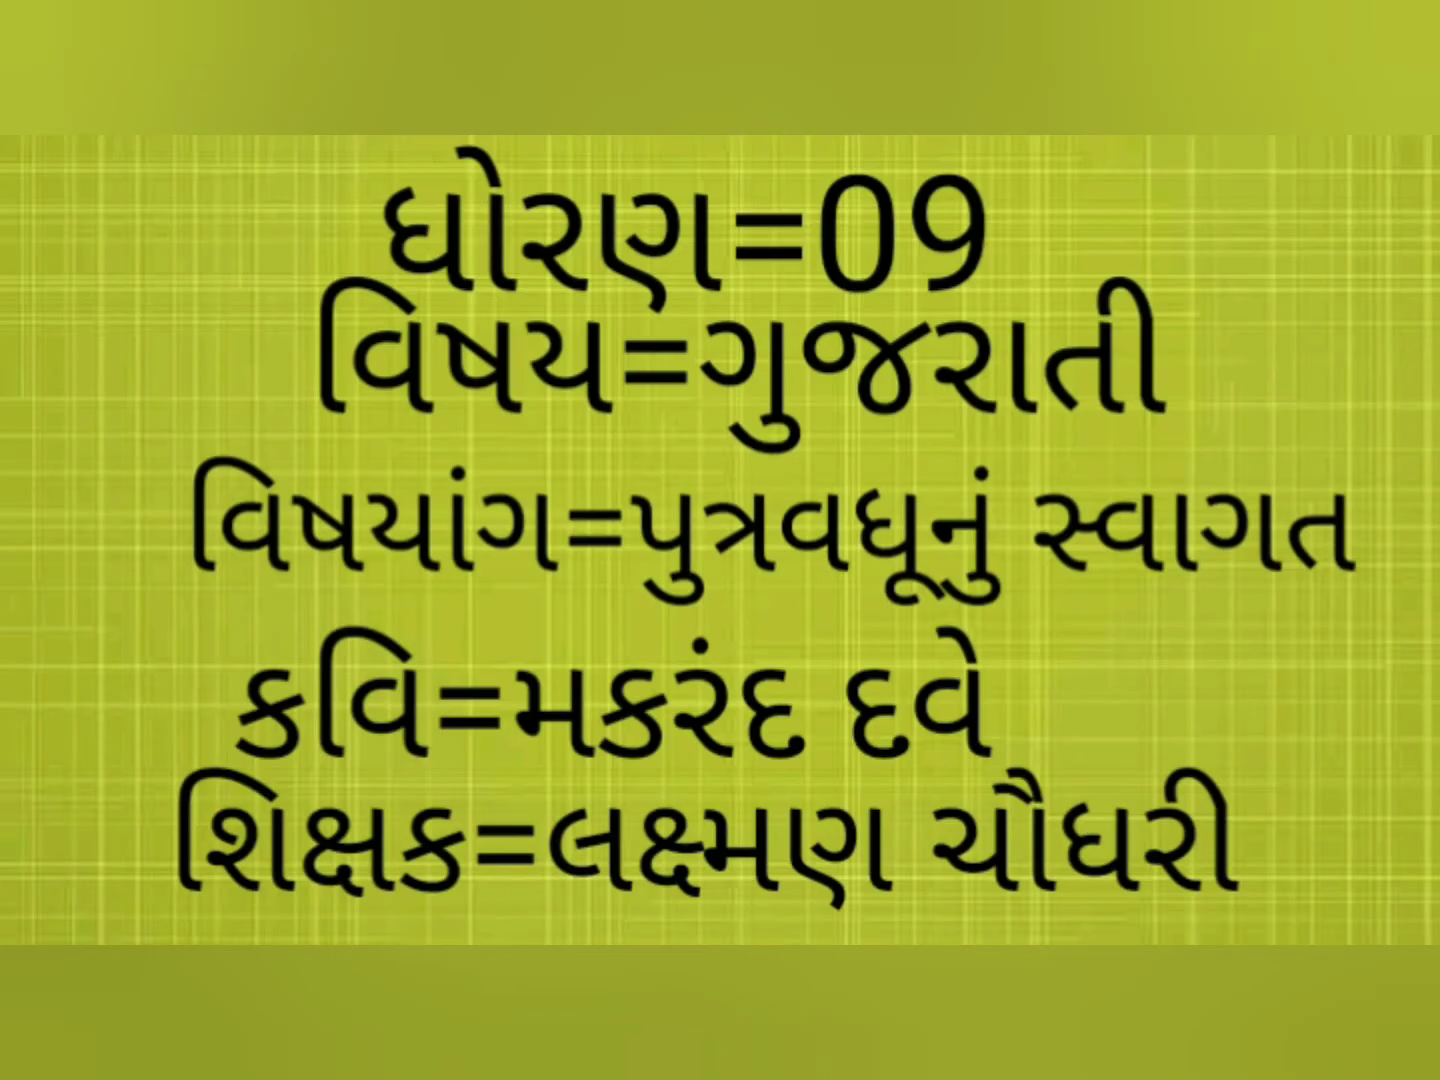 ધોરણ=09
વિષય=ગુજરાતી
વિષયાંગ=પુત્રવધૂનું સ્વાગત
કવિ=મકરંદ દવે
શિક્ષક=લક્ષ્મણ ચૌધરી